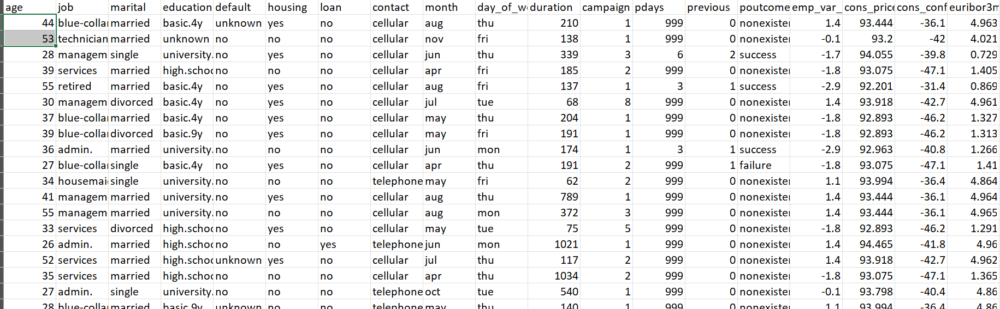 age job marital education default housing loan contact month day_of_w duration campaign pdays previous poutcome emp_var_ cons_price cons_conf euribor3m
44 blue-collar married basic.4y unknown yes no cellular aug thu 210 1 999 0 nonexiste 1.4 93.444 -36.1 4.963
53 technician married unknown no no no cellular nov fri 138 1 999 0 nonexiste -0.1 93.2 -42 4.021
28 managem single university. no yes no cellular jun thu 339 3 6 2 success -1.7 94.055 -39.8 0.729
39 services married high.schoo no no no cellular apr fri 185 2 999 0 nonexiste -1.8 93.075 -47.1 1.405
55 retired married basic.4y no yes no cellular aug fri 137 1 3 1 success -2.9 92.201 -31.4 0.869
30 managem divorced basic.4y no yes no cellular jul tue 68 8 999 0 nonexiste 1.4 93.918 -42.7 4.961
37 blue-collar married basic.4y no yes no cellular may thu 204 1 999 0 nonexiste -1.8 92.893 -46.2 1.327
39 blue-collar divorced basic.9y no yes no cellular may fri 191 1 999 0 nonexiste -1.8 92.893 -46.2 1.313
36 admin. married university. no no no cellular jun mon 174 1 3 1 success -2.9 92.963 -40.8 1.266
27 blue-collar single basic.4y no yes no cellular apr thu 191 2 999 1 failure -1.8 93.075 -47.1 1.41
34 housemai single university. no no no telephone may fri 62 2 999 0 nonexiste 1.1 93.994 -36.4 4.864
41 managem married university. no yes no cellular aug thu 789 1 999 0 nonexiste 1.4 93.444 -36.1 4.964
55 managem married university. no no no cellular aug mon 372 3 999 0 nonexiste 1.4 93.444 -36.1 4.965
33 services divorced high.schoo no yes no cellular may tue 75 5 999 0 nonexiste -1.8 92.893 -46.2 1.291
26 admin. married high.schoo no no yes telephone jun mon 1021 1 999 0 nonexiste 1.4 94.465 -41.8 4.96
52 services married high.schoo unknown yes no cellular jul thu 117 2 999 0 nonexiste 1.4 93.918 -42.7 4.962
35 services married high.schoo no no no cellular apr thu 1034 2 999 0 nonexiste -1.8 93.075 -47.1 1.365
27 admin. single university. no no no telephone oct tue 540 1 999 0 nonexiste -0.1 93.798 -40.4 4.86
28 blue-collar married basic.9y unknown no no telephone may thu 140 1 999 0 nonexiste 1.1 93.994 -36.4 4.86